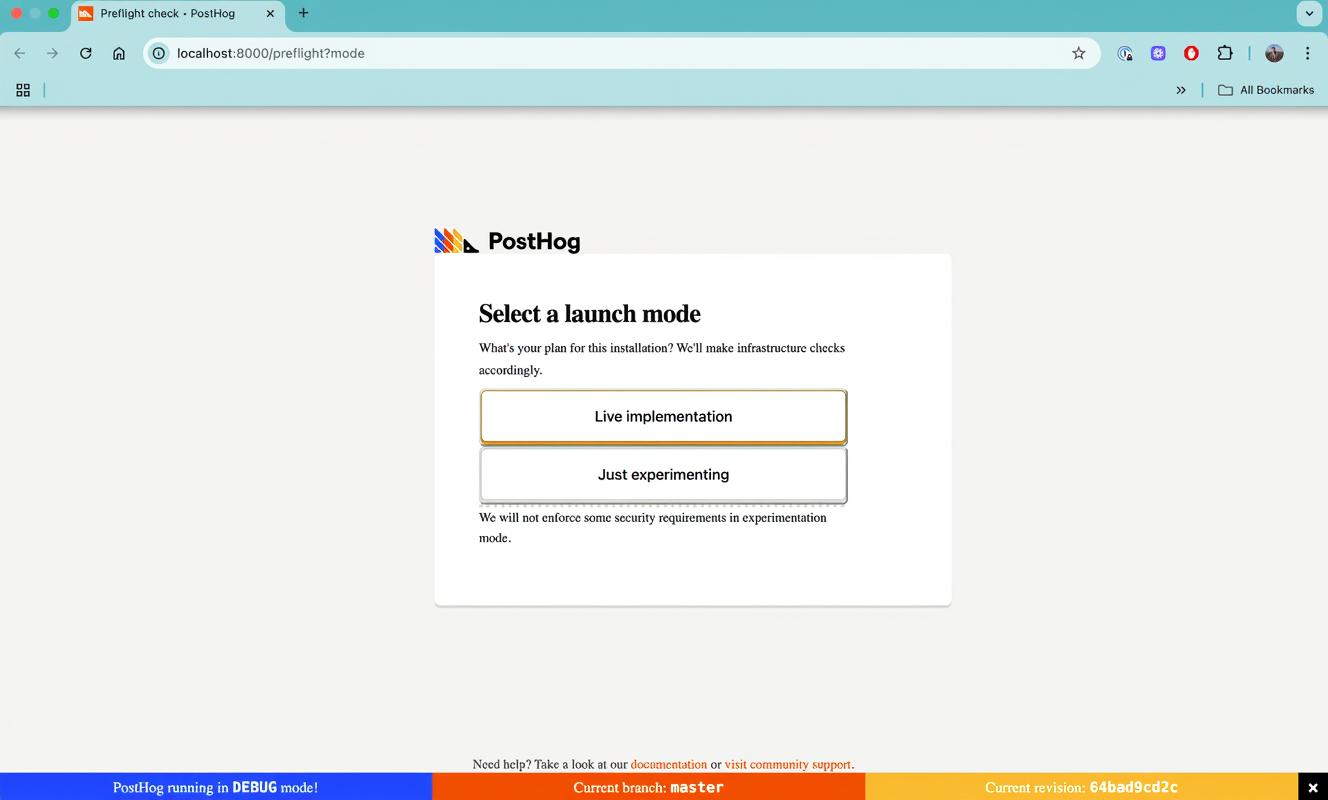 Preflight check • PostHog
localhost:8000/preflight?mode
All Bookmarks
PostHog
Select a launch mode
What's your plan for this installation? We'll make infrastructure checks
accordingly.
Live implementation
Just experimenting
We will not enforce some security requirements in experimentation
mode.
Need help? Take a look at our documentation or visit community support.
PostHog running in DEBUG mode!
Current branch: master
Current revision: 64bad9cd2c